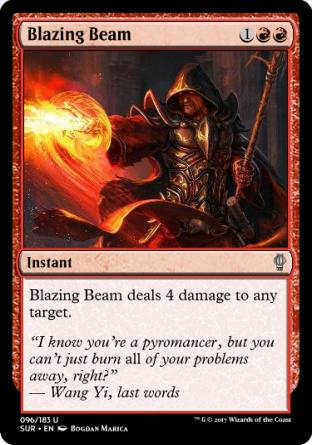 Blazing Beam 1
Instant
Blazing Beam deals 4 damage to any
target.
“I know you're a pyromancer, but you
can't just burn all of your problems
away, right?”
— Wang Yi, last words
096/183 U
SUR • EN Bogdan Marica
™ & © 2017 Wizards of the Coast